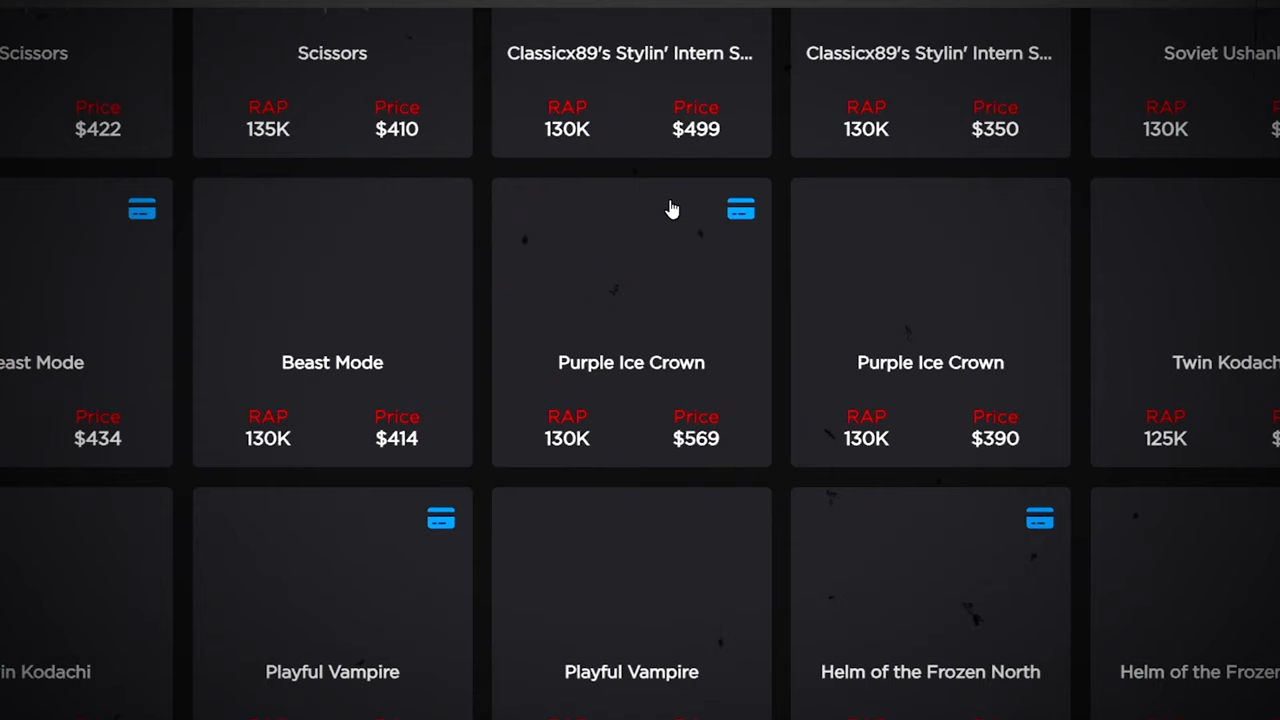 Scissors
Scissors
Classicx89's Stylin' Intern S...
Classicx89's Stylin' Intern S...
Soviet Ushan
Price
RAP
Price
RAP
Price
RAP
Price
RAP
$422
135K
$410
130K
$499
130K
$350
130K
$
east Mode
Beast Mode
Purple Ice Crown
Purple Ice Crown
Twin Kodach
Price
RAP
Price
RAP
Price
RAP
Price
RAP
$434
130K
$414
130K
$569
130K
$390
125K
$
in Kodachi
Playful Vampire
Playful Vampire
Helm of the Frozen North
Helm of the Frozen